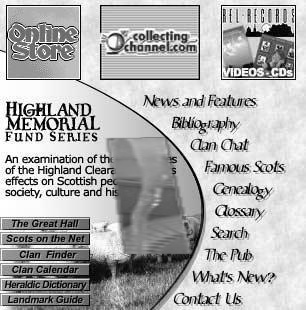 Online
Store
collecting
channel.com
REL-RECORDS
VIDEOS - CDs
HIGHLAND
MEMORIAL
FUND SERIES
An examination of the
of the Highland
effects on Scottish
society, culture and
News and Features
Bibliography
Clan Chat
Famous Scots
Genealogy
Glossary
Search
The Pub
What's New?
Contact Us
The Great Hall
Scots on the Net
Clan Finder
Clan Calendar
Heraldic Dictionary
Landmark Guide